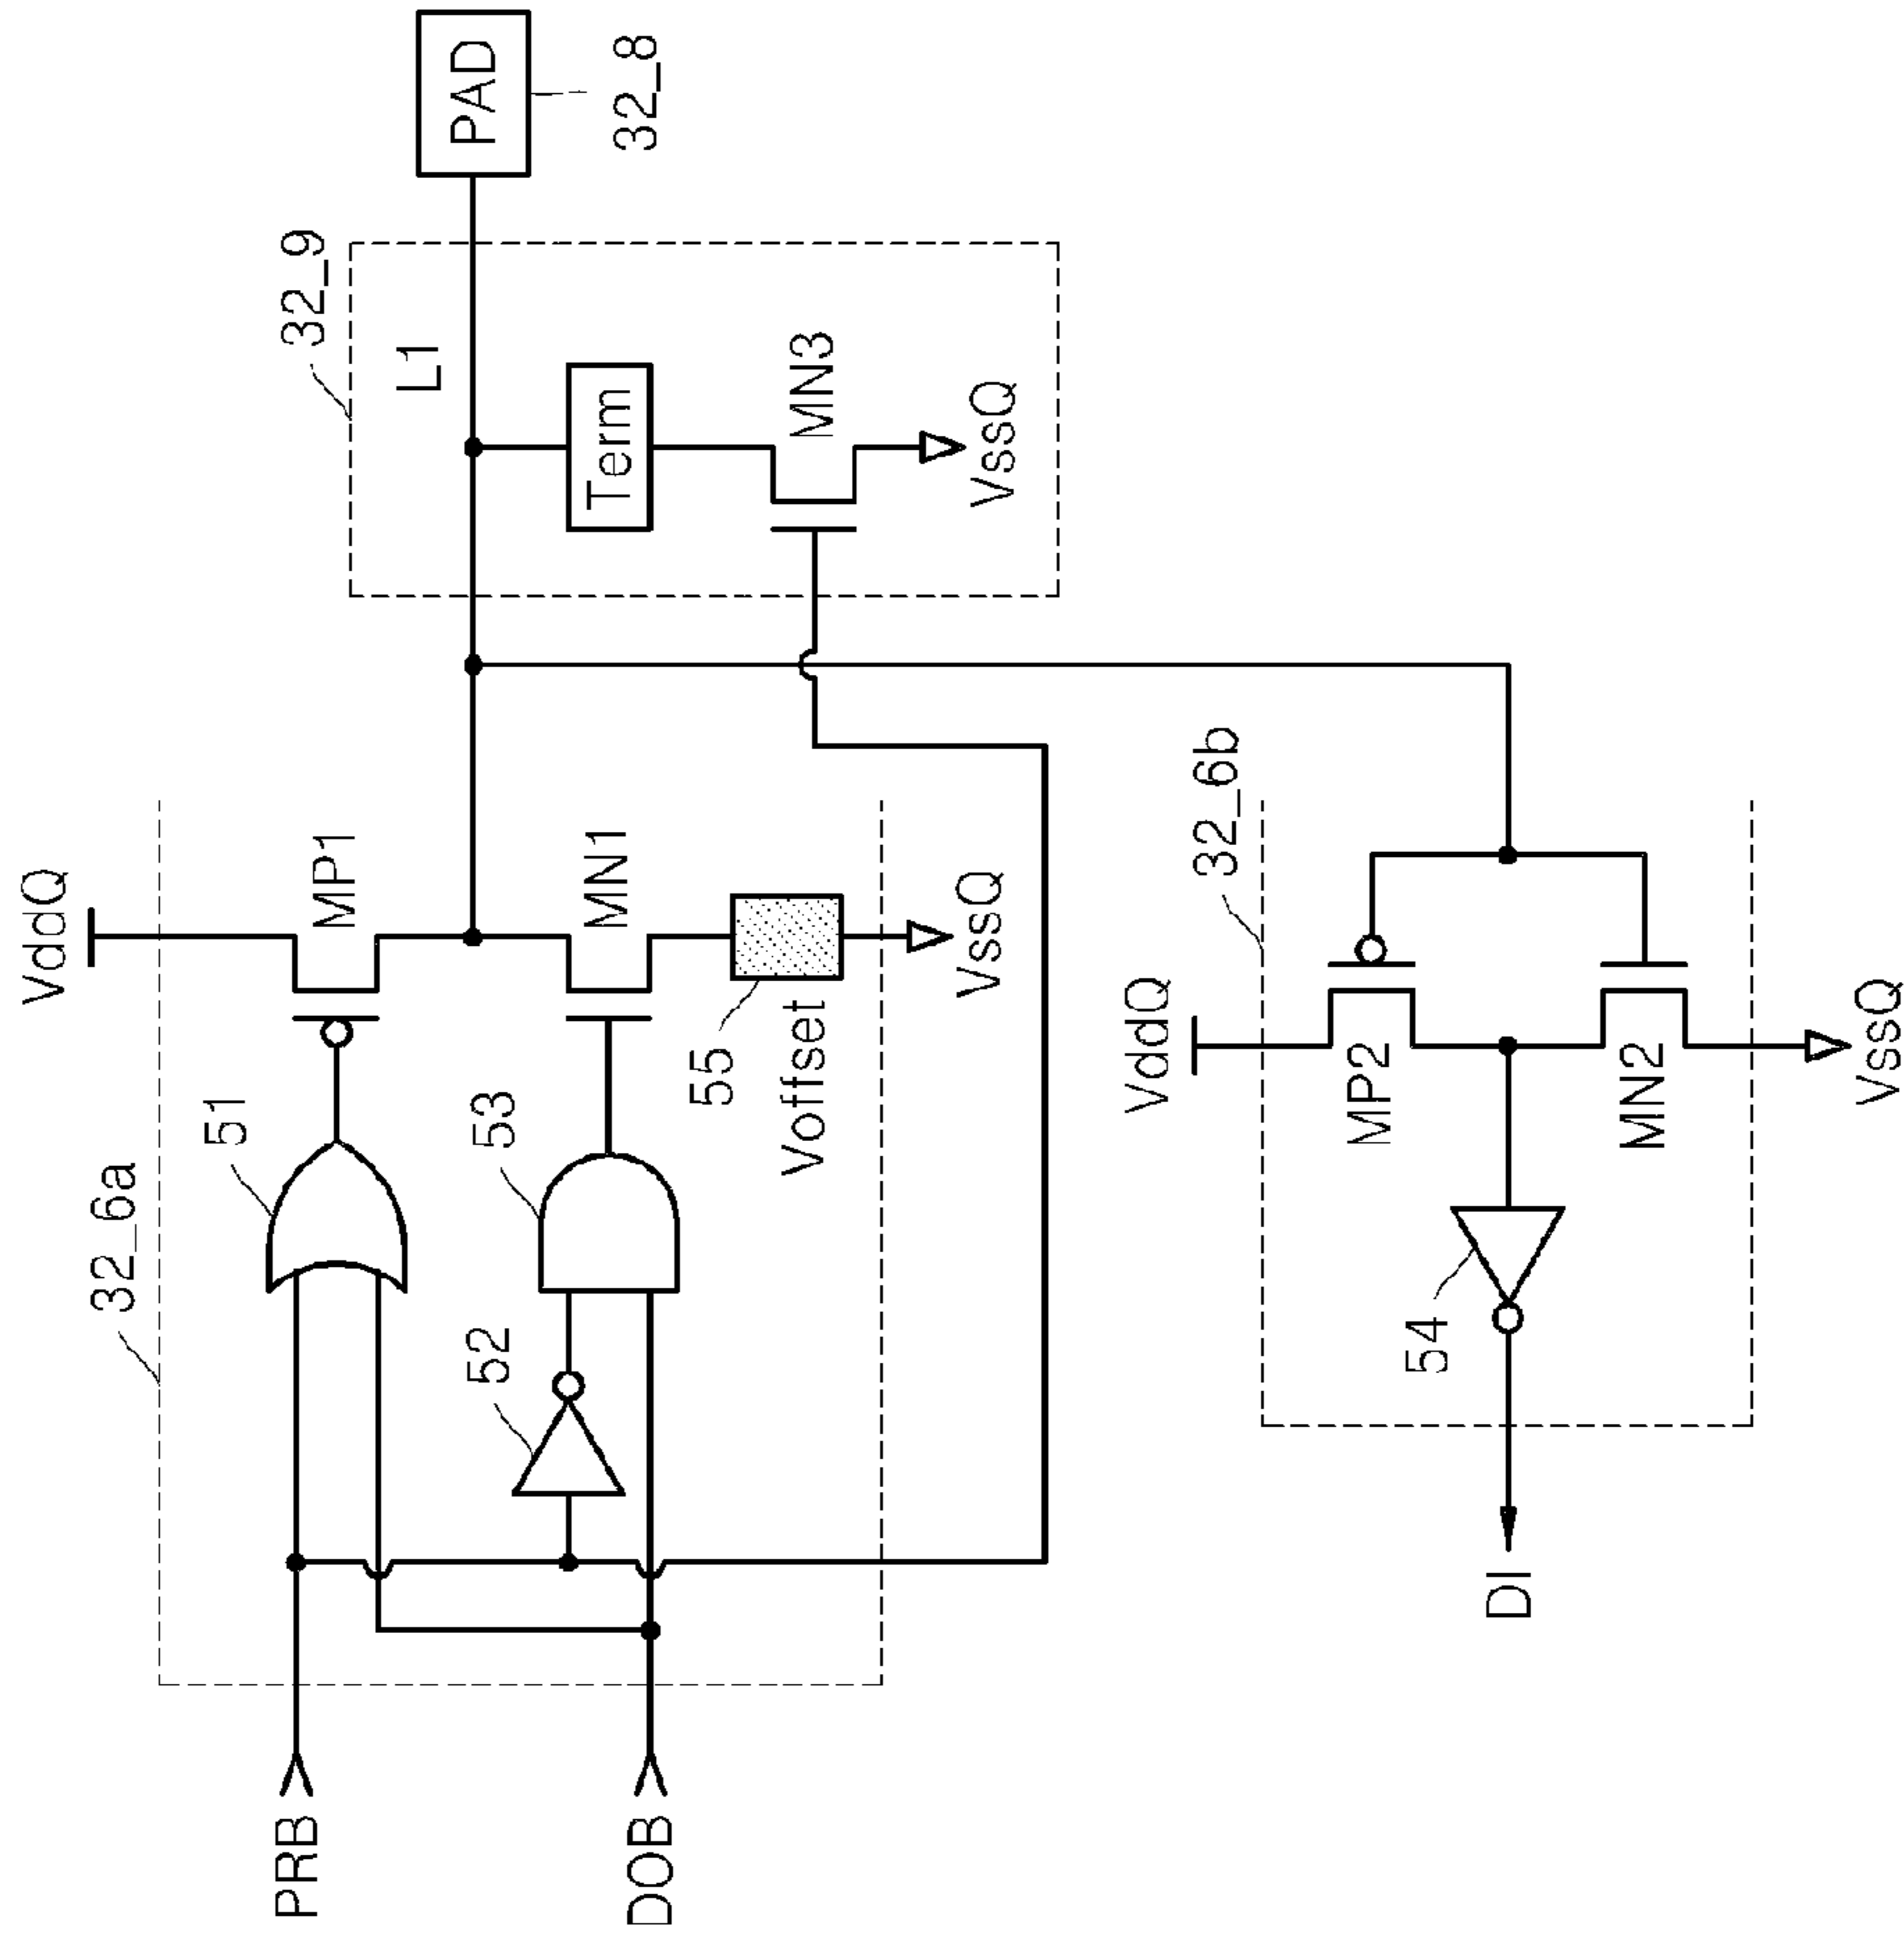 VddQ
32_6a
51
MP1
PRB
52
53
MN1
DOB
55
Voffset
VssQ
32_9
L1
PAD
32_8
Term
MN3
VssQ
32_6b
VddQ
MP2
54
DI
MN2
VssQ